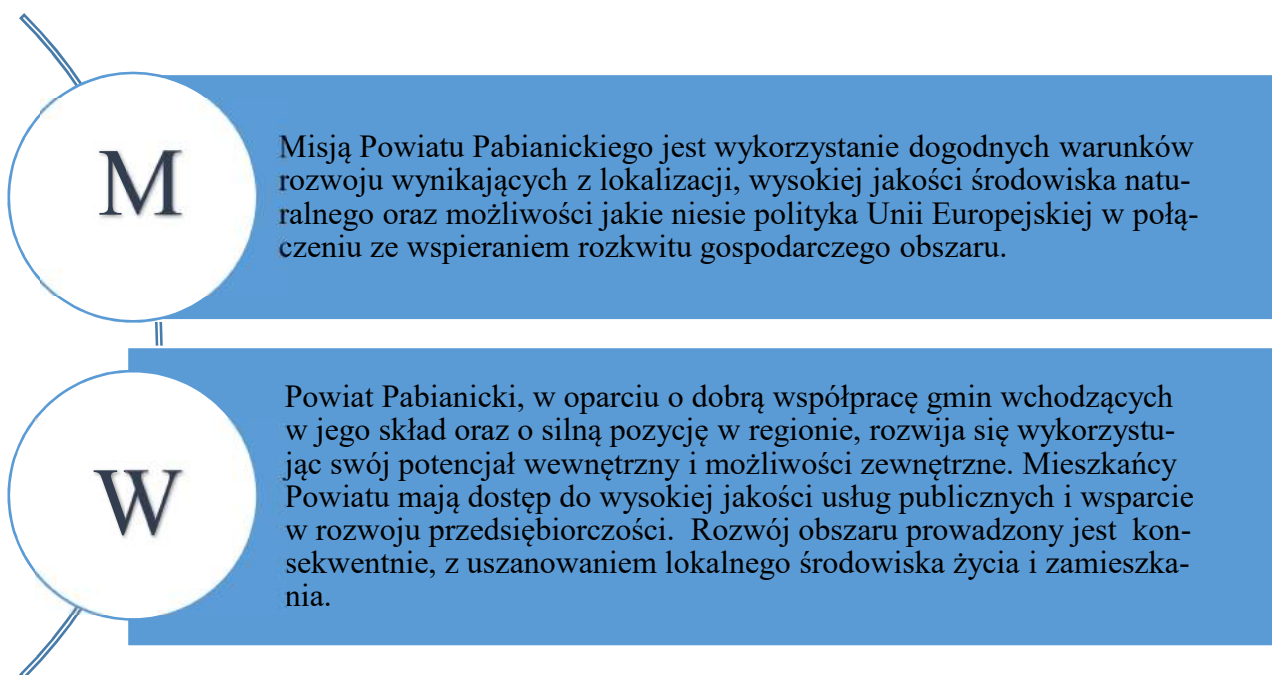 M
Misją Powiatu Pabianickiego jest wykorzystanie dogodnych warunków
rozwoju wynikających z lokalizacji, wysokiej jakości środowiska natu-
ralnego oraz możliwości jakie niesie polityka Unii Europejskiej w połą-
czeniu ze wspieraniem rozkwitu gospodarczego obszaru.
W
Powiat Pabianicki, w oparciu o dobrą współpracę gmin wchodzących
w jego skład oraz o silną pozycję w regionie, rozwija się wykorzystu-
jąc swój potencjał wewnętrzny i możliwości zewnętrzne. Mieszkańcy
Powiatu mają dostęp do wysokiej jakości usług publicznych i wsparcie
w rozwoju przedsiębiorczości.  Rozwój obszaru prowadzony jest  kon-
sekwentnie, z uszanowaniem lokalnego środowiska życia i zamieszka-
nia.